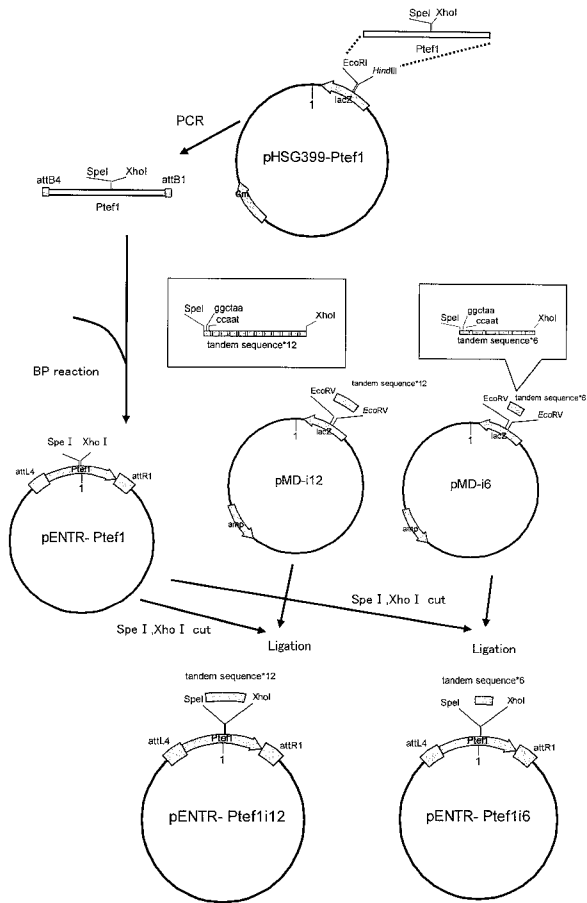 SpeI XhoI
Ptef1
EcoRI
HindIII
lacZ
1
PCR
pHSG399-Ptef1
Cm
SpeI XhoI
attB4 attB1
Ptef1
SpeI ggctaa
ccaat
XhoI
tandem sequence*12
SpeI ggctaa
ccaat
XhoI
tandem sequence*6
BP reaction
tandem sequence*12
EcoRV
EcoRV
lacZ
1
pMD-i12
amp
EcoRV tandem sequence*6
EcoRV
lacZ
1
pMD-i6
amp
Spe I Xho I
attL4 Ptef1 attR1
1
pENTR- Ptef1
Spe I ,Xho I cut
Spe I ,Xho I cut
Ligation
Ligation
tandem sequence*12
SpeI XhoI
attL4 Ptef1 attR1
1
pENTR- Ptef1i12
tandem sequence*6
SpeI XhoI
attL4 Ptef1 attR1
1
pENTR- Ptef1i6